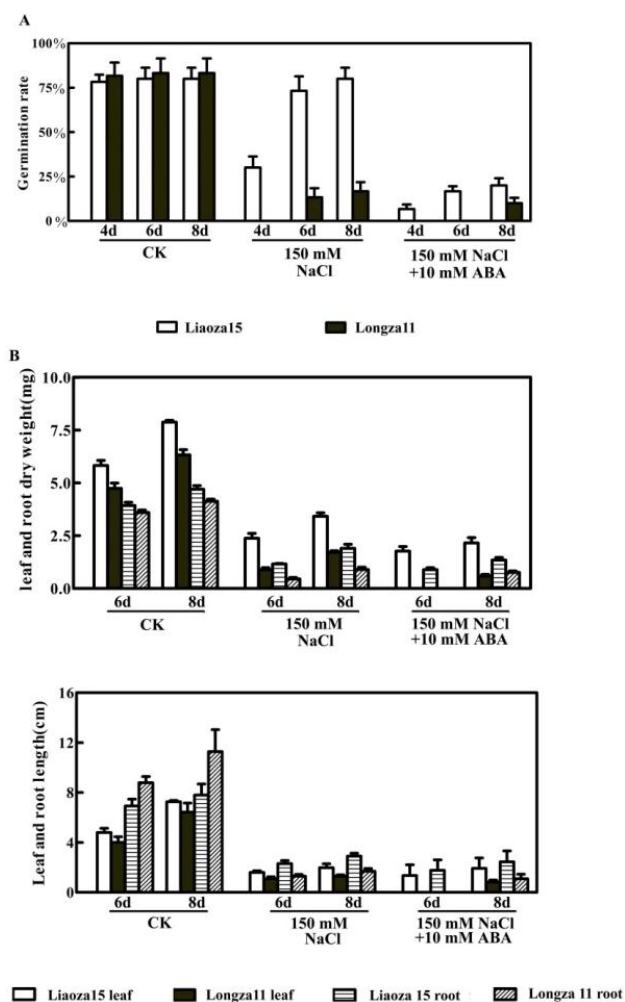 A
Germination rate
100%
75%
50%
25%
0%
4d 6d 8d 4d 6d 8d 4d 6d 8d
CK 150 mM NaCl 150 mM NaCl +10 mM ABA
Liaoza15 Longza11
B
leaf and root dry weight(mg)
10.0
7.5
5.0
2.5
0.0
6d 8d 6d 8d 6d 8d
CK 150 mM NaCl 150 mM NaCl +10 mM ABA
Leaf and root length(cm)
16
12
8
4
0
6d 8d 6d 8d 6d 8d
CK 150 mM NaCl 150 mM NaCl +10 mM ABA
Liaoza15 leaf Longza11 leaf Liaoza 15 root Longza 11 root